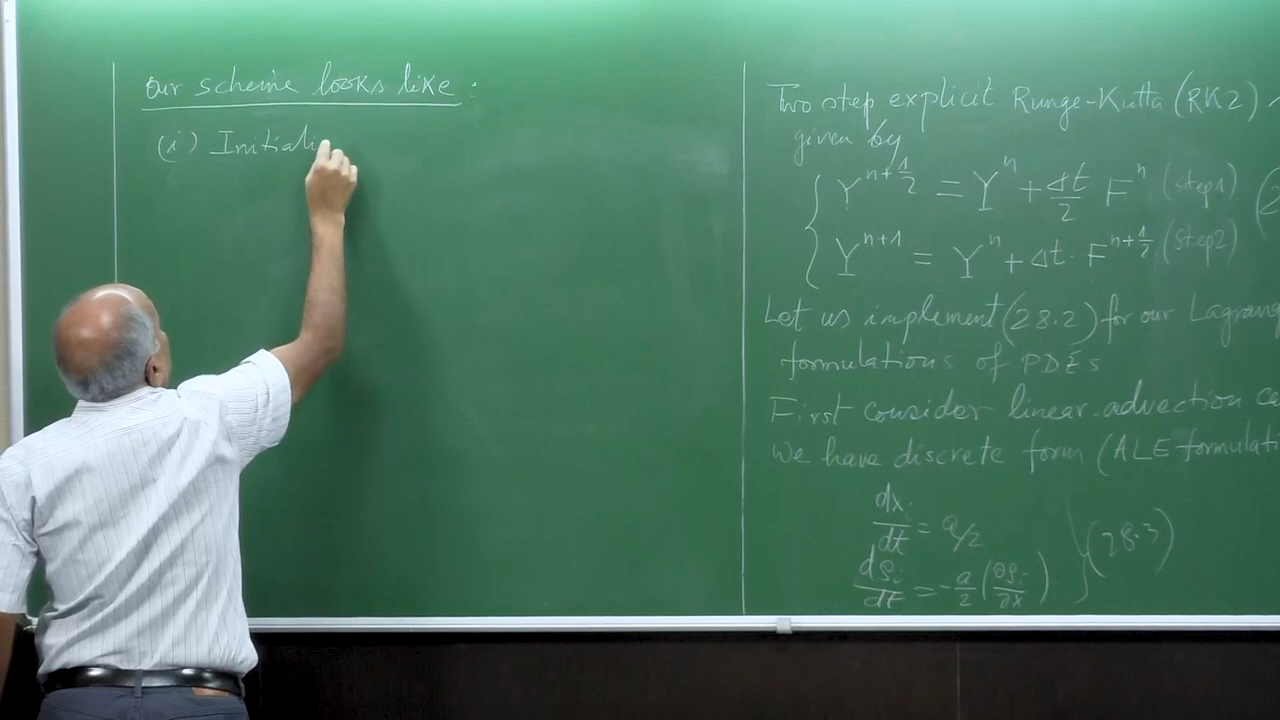 Our scheme looks like :
(i) Initiali
Two step explicit Runge-Kutta (RK2)
given by
Y^{n+1/2} = Y^n + Δt/2 F^n (step1)
Y^{n+1} = Y^n + Δt · F^{n+1/2} (step2)
Let us implement (28.2) for our Lagrang
formulations of PDEs
First consider linear-advection
We have discrete form (ALE formulati
dx_i/dt = a/2
dρ_i/dt = -a/2 (∂ρ_i/∂x) } (28.3)